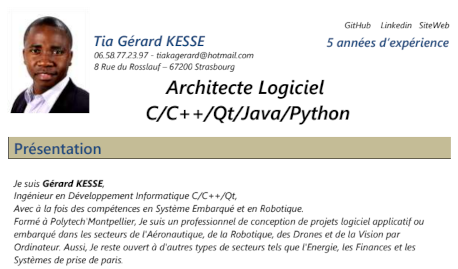 GitHub Linkedin SiteWeb
Tia Gérard KESSE
5 années d'expérience
06.58.77.23.97 - tiakagerard@hotmail.com
8 Rue du Rosslauf – 67200 Strasbourg
Architecte Logiciel
C/C++/Qt/Java/Python
Présentation
Je suis Gérard KESSE,
Ingénieur en Développement Informatique C/C++/Qt,
Avec à la fois des compétences en Système Embarqué et en Robotique.
Formé à Polytech'Montpellier, Je suis un professionnel de conception de projets logiciel applicatif ou
embarqué dans les secteurs de l'Aéronautique, de la Robotique, des Drones et de la Vision par
Ordinateur. Aussi, Je reste ouvert à d'autres types de secteurs tels que l'Energie, les Finances et les
Systèmes de prise de paris.